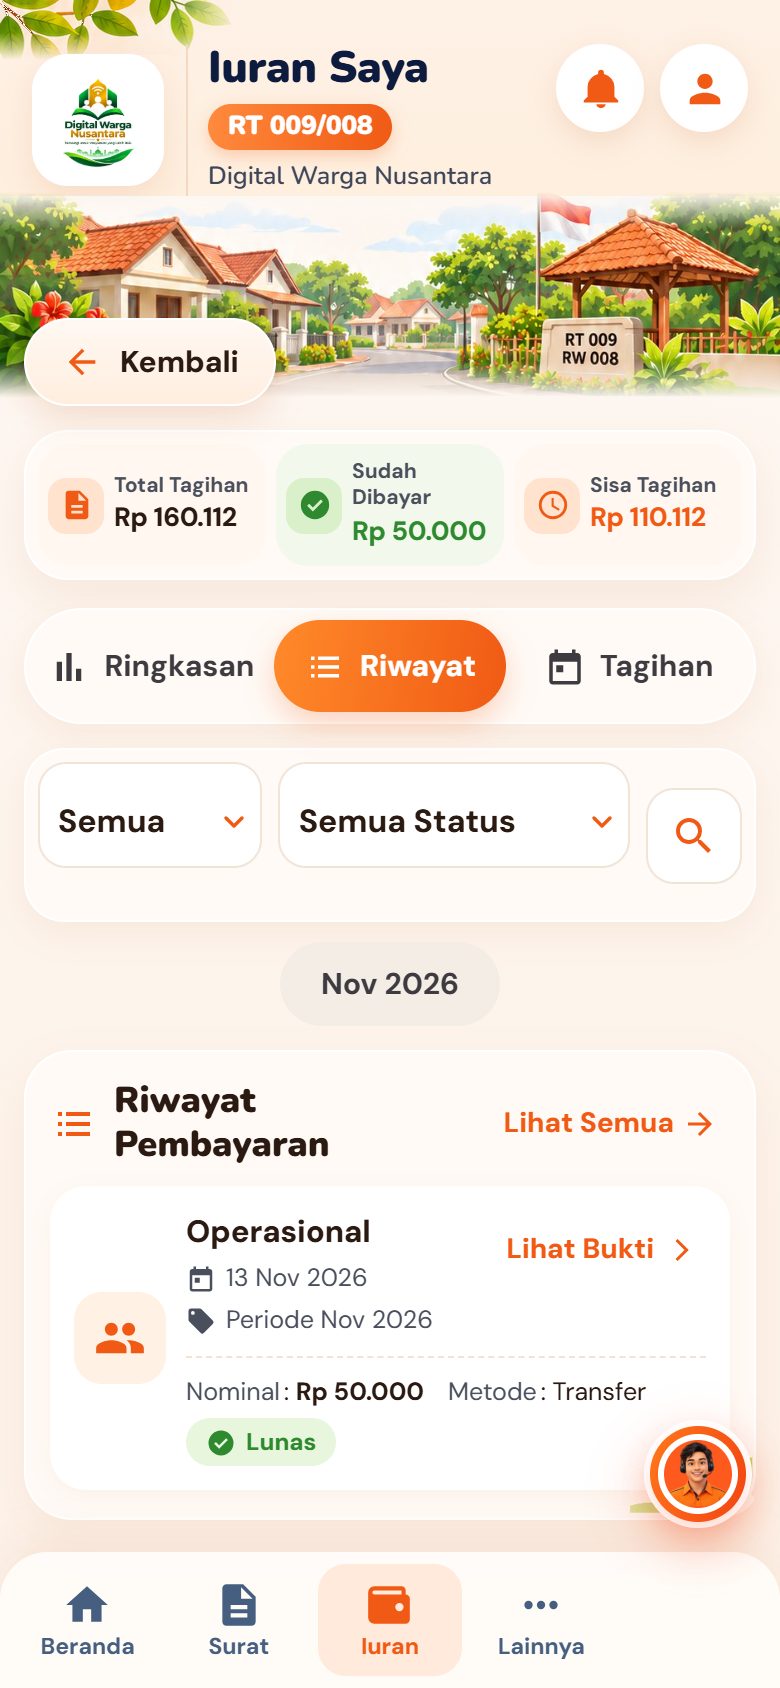 Iuran Saya
RT 009/008
Digital Warga Nusantara
Digital Warga
Nusantara
RT 009
RW 008
Kembali
Total Tagihan
Rp 160.112
Sudah
Dibayar
Rp 50.000
Sisa Tagihan
Rp 110.112
Ringkasan
Riwayat
Tagihan
Semua
Semua Status
Nov 2026
Riwayat
Pembayaran
Lihat Semua
Operasional
Lihat Bukti
13 Nov 2026
Periode Nov 2026
Nominal : Rp 50.000 Metode : Transfer
Lunas
Beranda
Surat
Iuran
Lainnya